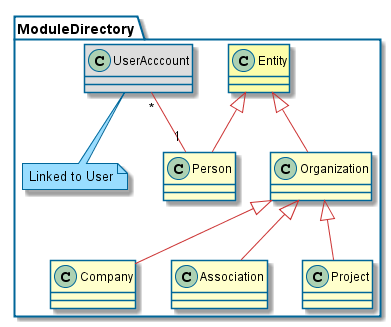 ModuleDirectory
C UserAcccount
C Entity
*
1
Linked to User
C Person
C Organization
C Company
C Association
C Project